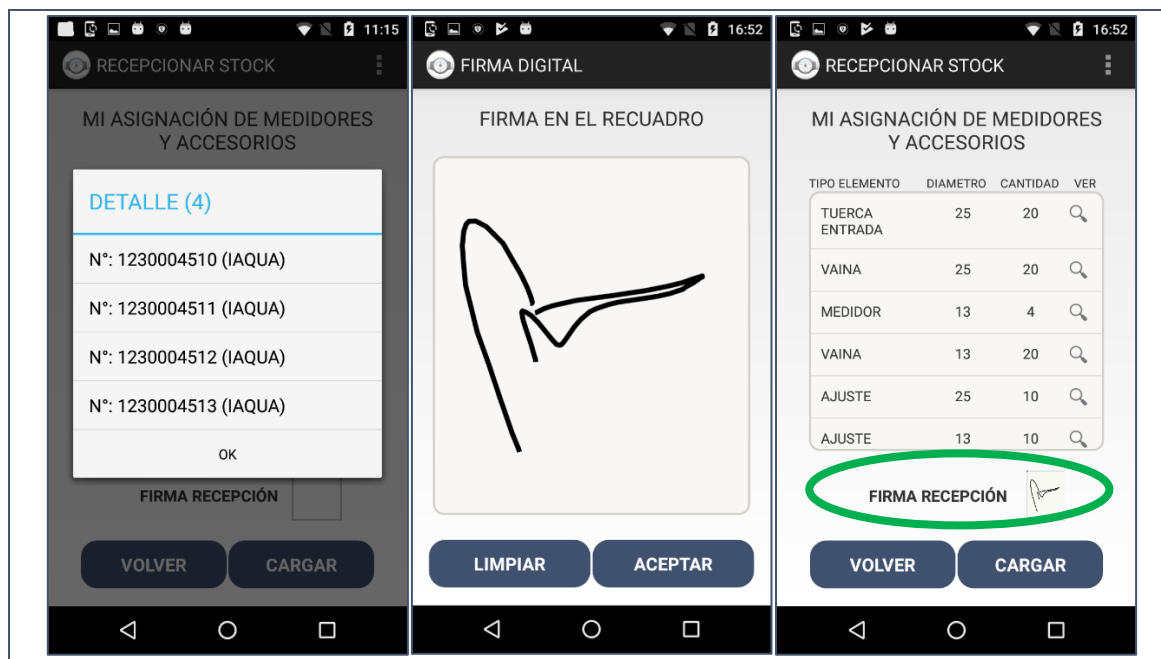 11:15
RECEPCIONAR STOCK
MI ASIGNACIÓN DE MEDIDORES
Y ACCESORIOS
DETALLE (4)
N°: 1230004510 (IAQUA)
N°: 1230004511 (IAQUA)
N°: 1230004512 (IAQUA)
N°: 1230004513 (IAQUA)
OK
FIRMA RECEPCIÓN
VOLVER CARGAR
16:52
FIRMA DIGITAL
FIRMA EN EL RECUADRO
LIMPIAR ACEPTAR
16:52
RECEPCIONAR STOCK
MI ASIGNACIÓN DE MEDIDORES
Y ACCESORIOS
TIPO ELEMENTO DIAMETRO CANTIDAD VER
TUERCA ENTRADA 25 20
VAINA 25 20
MEDIDOR 13 4
VAINA 13 20
AJUSTE 25 10
AJUSTE 13 10
FIRMA RECEPCIÓN
VOLVER CARGAR